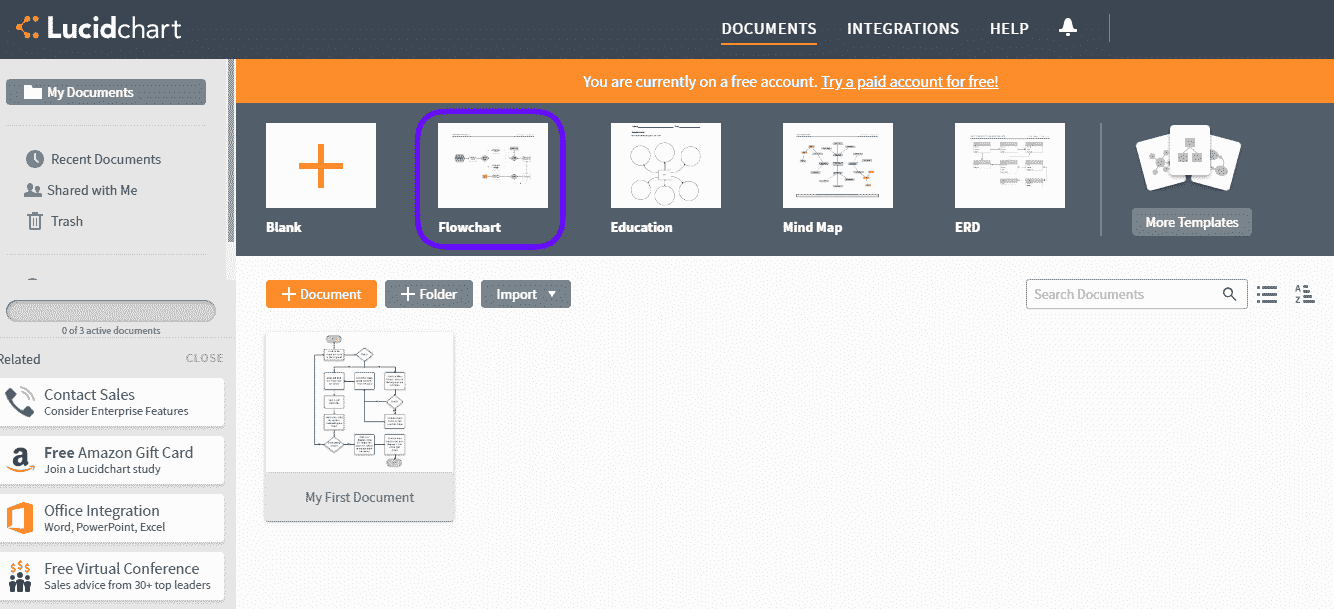 Lucidchart
DOCUMENTS
INTEGRATIONS
HELP
My Documents
Recent Documents
Shared with Me
Trash
0 of 3 active documents
Related
CLOSE
Contact Sales
Consider Enterprise Features
Free Amazon Gift Card
Join a Lucidchart study
Office Integration
Word, PowerPoint, Excel
Free Virtual Conference
Sales advice from 30+ top leaders
You are currently on a free account. Try a paid account for free!
Blank
Flowchart
Education
Mind Map
ERD
More Templates
+ Document
+ Folder
Import
Search Documents
A
Z
My First Document